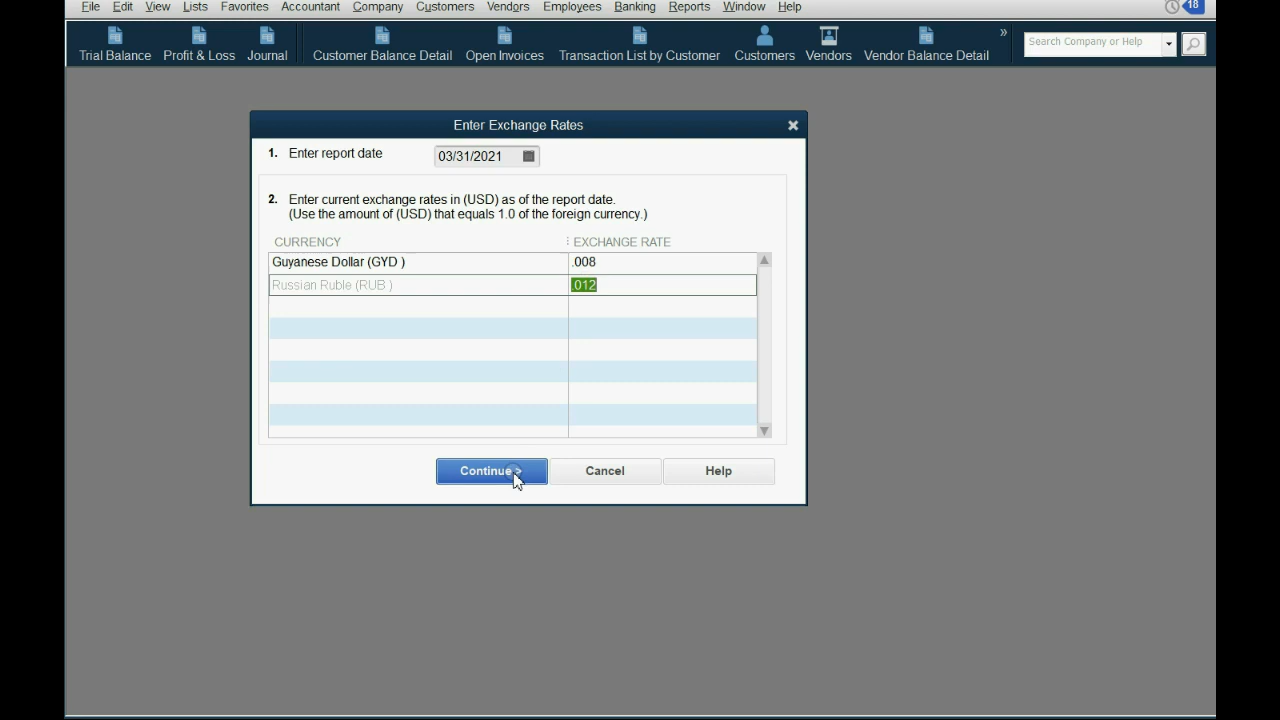 File Edit View Lists Favorites Accountant Company Customers Vendors Employees Banking Reports Window Help 18
Trial Balance Profit & Loss Journal Customer Balance Detail Open Invoices Transaction List by Customer Customers Vendors Vendor Balance Detail » Search Company or Help
Enter Exchange Rates
1. Enter report date 03/31/2021
2. Enter current exchange rates in (USD) as of the report date.
(Use the amount of (USD) that equals 1.0 of the foreign currency.)
CURRENCY EXCHANGE RATE
Guyanese Dollar (GYD ) .008
Russian Ruble (RUB ) .012
Continue > Cancel Help